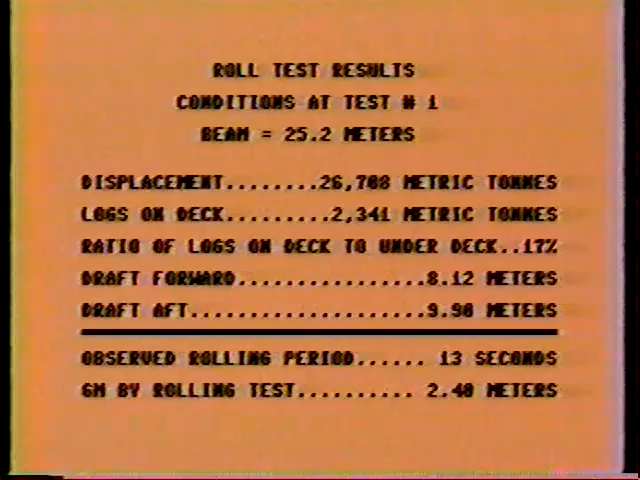 ROLL TEST RESULTS
CONDITIONS AT TEST # 1
BEAM = 25.2 METERS
DISPLACEMENT........26,708 METRIC TONNES
LOGS ON DECK.........2,341 METRIC TONNES
RATIO OF LOGS ON DECK TO UNDER DECK..17%
DRAFT FORWARD................8.12 METERS
DRAFT AFT....................9.90 METERS
OBSERVED ROLLING PERIOD...... 13 SECONDS
GM BY ROLLING TEST.......... 2.40 METERS